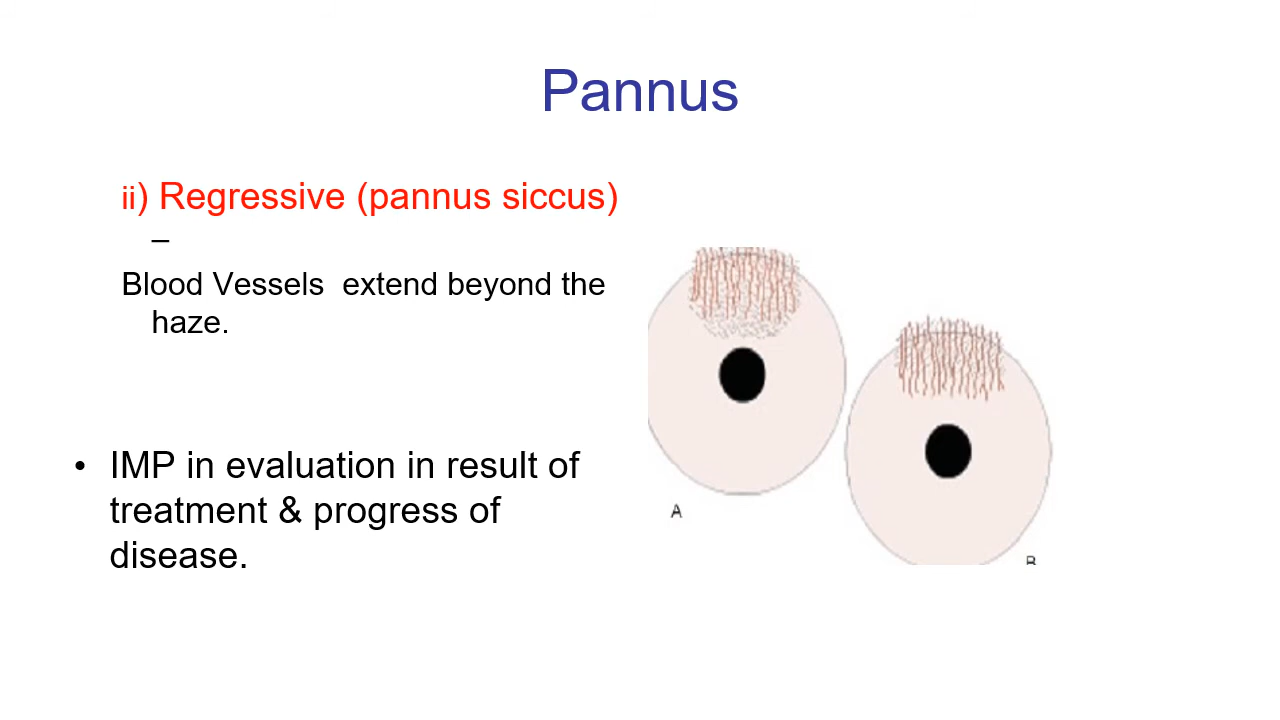 Pannus
ii) Regressive (pannus siccus)
–
Blood Vessels  extend beyond the
haze.
• IMP in evaluation in result of
treatment & progress of
disease.
A
B